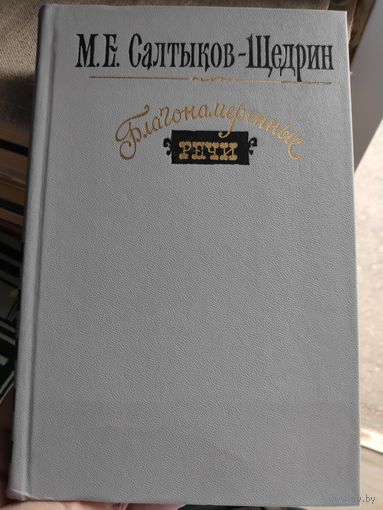 М.Е. Салтыков-Щедрин
Благонамеренные
РЕЧИ